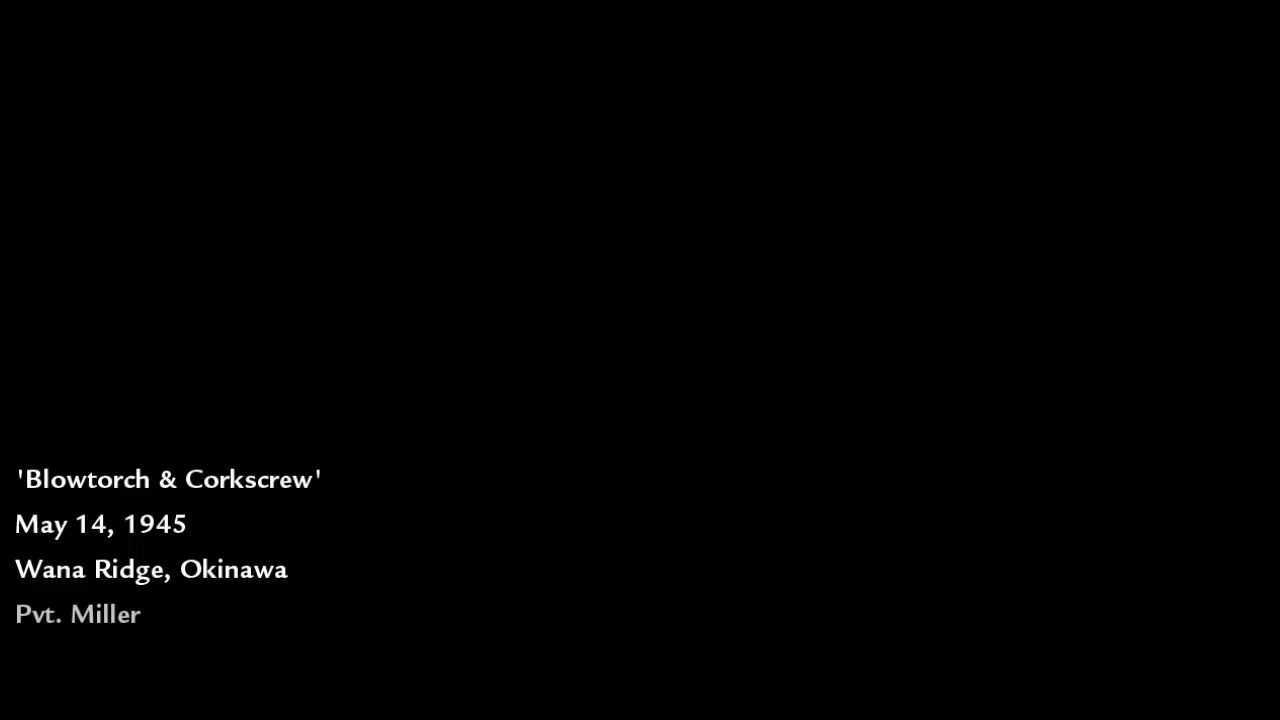 'Blowtorch & Corkscrew'
May 14, 1945
Wana Ridge, Okinawa
Pvt. Miller